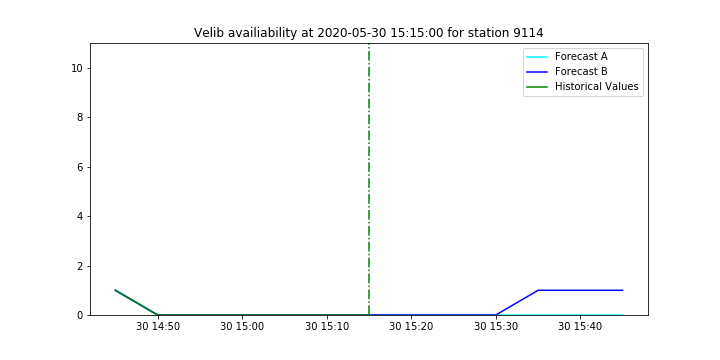 Velib availiability at 2020-05-30 15:15:00 for station 9114
Forecast A
Forecast B
Historical Values
10
8
6
4
2
0
30 14:50 30 15:00 30 15:10 30 15:20 30 15:30 30 15:40